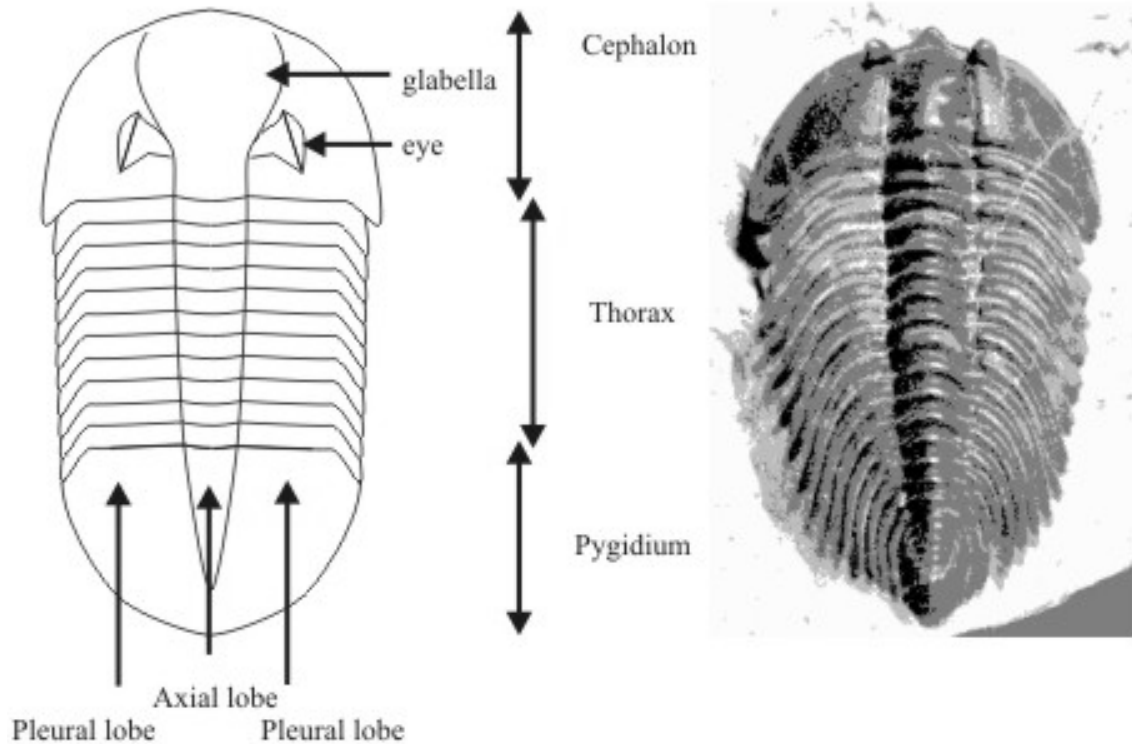 Cephalon
glabella
eye
Thorax
Pygidium
Axial lobe
Pleural lobe
Pleural lobe